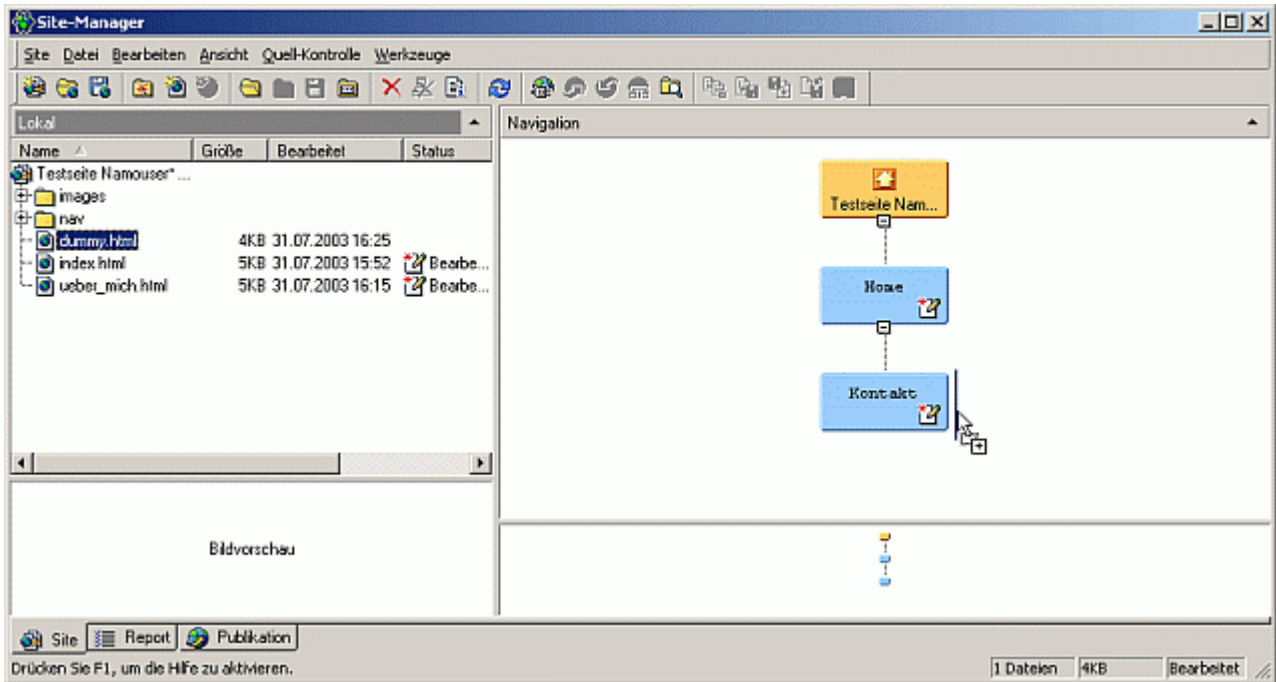 Site-Manager
Site Datei Bearbeiten Ansicht Quell-Kontrolle Werkzeuge
Lokal
Name Größe Bearbeitet Status
Testseite Namouser* ...
images
nav
dummy.html 4KB 31.07.2003 16:25
index.html 5KB 31.07.2003 15:52 Bearbe...
ueber_mich.html 5KB 31.07.2003 16:15 Bearbe...
Bildvorschau
Navigation
Testseite Nam...
Home
Kontakt
Site Report Publikation
Drücken Sie F1, um die Hilfe zu aktivieren.
1 Dateien 4KB Bearbeitet